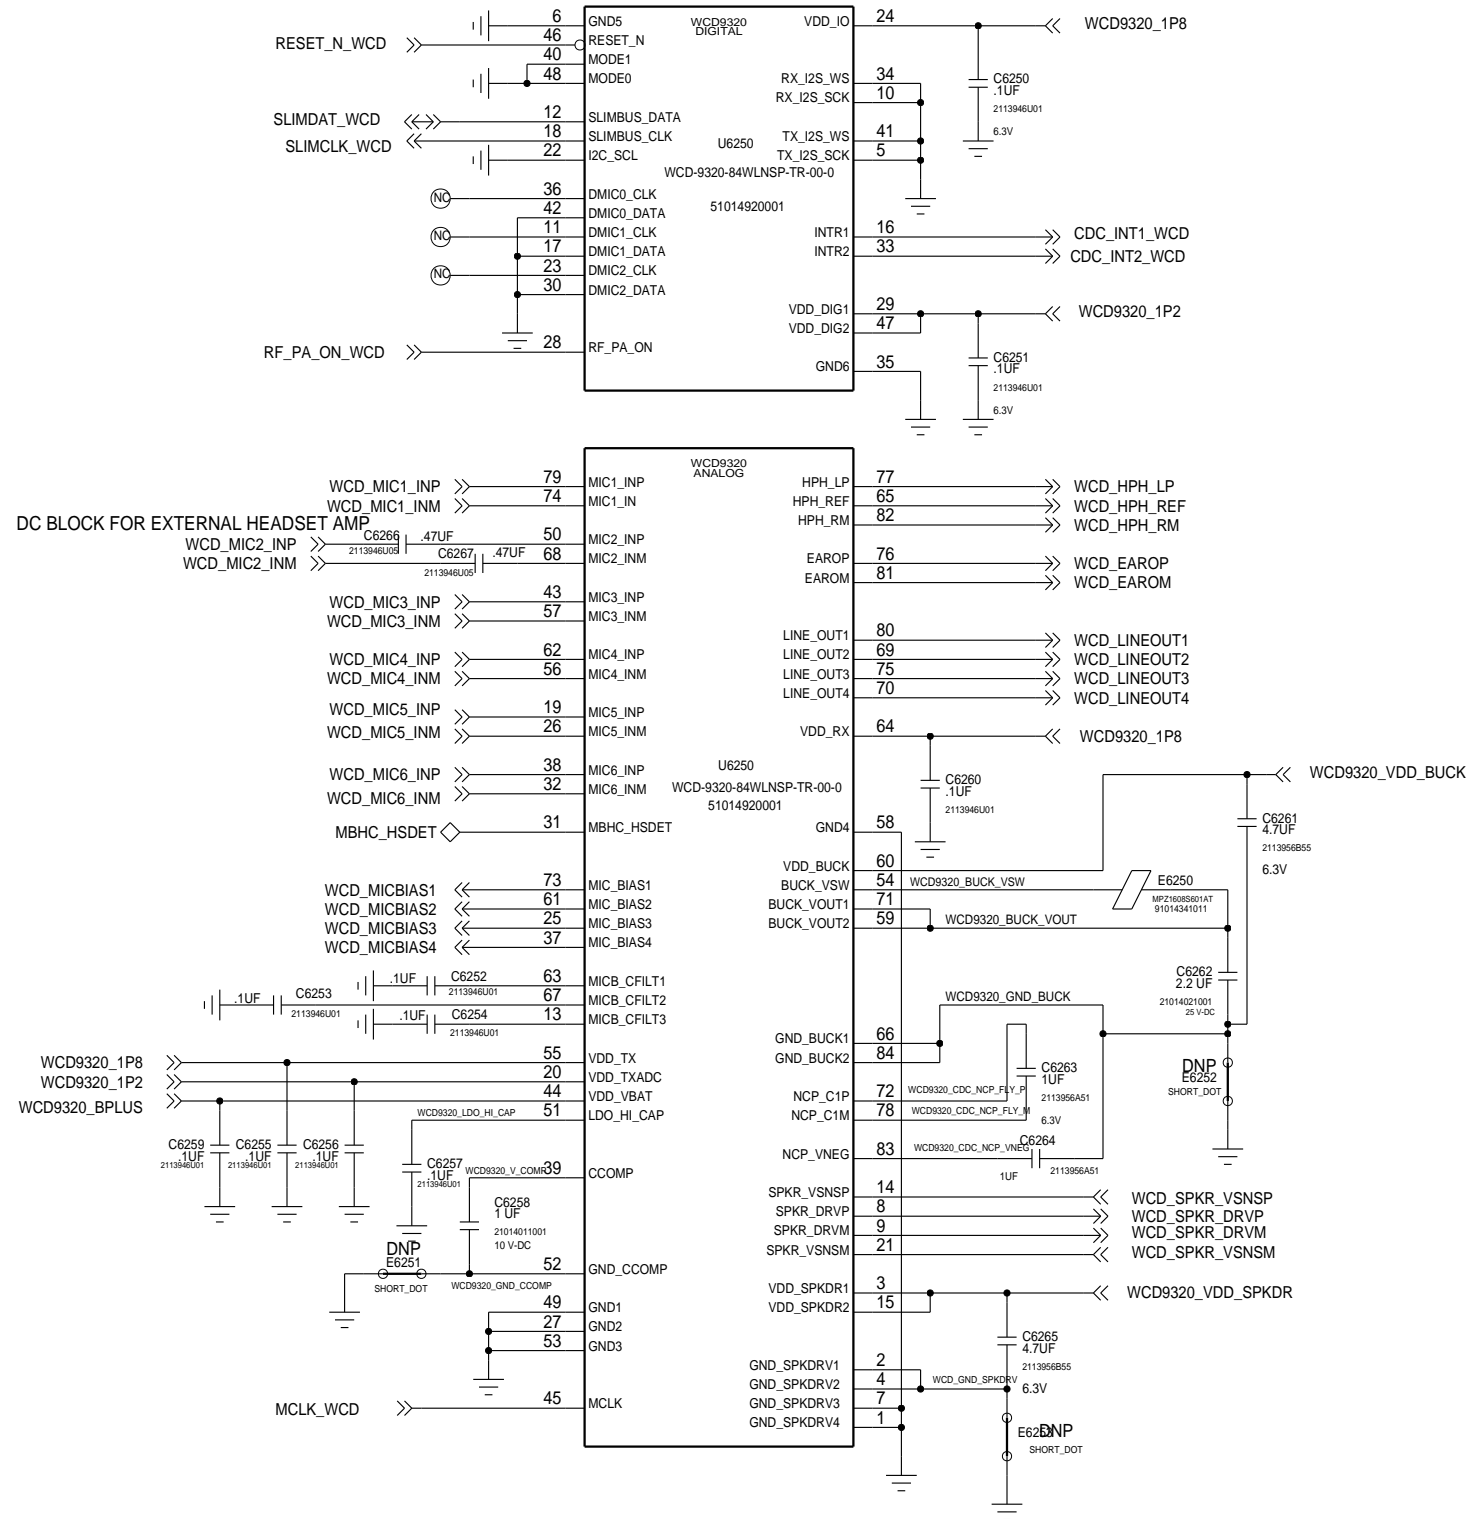 6 GND5 WCD9320 DIGITAL VDD_IO 24 WCD9320_1P8
RESET_N_WCD 46 RESET_N
40 MODE1
48 MODE0
RX_I2S_WS 34
RX_I2S_SCK 10
C6250
.1UF
2113946U01
6.3V
SLIMDAT_WCD 12 SLIMBUS_DATA
SLIMCLK_WCD 18 SLIMBUS_CLK
22 I2C_SCL
TX_I2S_WS 41
TX_I2S_SCK 5
U6250
WCD-9320-84WLNSP-TR-00-0
51014920001
NC 36 DMIC0_CLK
42 DMIC0_DATA
NC 11 DMIC1_CLK
17 DMIC1_DATA
NC 23 DMIC2_CLK
30 DMIC2_DATA
INTR1 16 CDC_INT1_WCD
INTR2 33 CDC_INT2_WCD
VDD_DIG1 29 WCD9320_1P2
VDD_DIG2 47
RF_PA_ON_WCD 28 RF_PA_ON
GND6 35
C6251
.1UF
2113946U01
6.3V
WCD9320
ANALOG
WCD_MIC1_INP 79 MIC1_INP
WCD_MIC1_INM 74 MIC1_IN
DC BLOCK FOR EXTERNAL HEADSET AMP
WCD_MIC2_INP C6266 .47UF 2113946U05 50 MIC2_INP
WCD_MIC2_INM C6267 .47UF 2113946U05 68 MIC2_INM
WCD_MIC3_INP 43 MIC3_INP
WCD_MIC3_INM 57 MIC3_INM
WCD_MIC4_INP 62 MIC4_INP
WCD_MIC4_INM 56 MIC4_INM
WCD_MIC5_INP 19 MIC5_INP
WCD_MIC5_INM 26 MIC5_INM
WCD_MIC6_INP 38 MIC6_INP
WCD_MIC6_INM 32 MIC6_INM
MBHC_HSDET 31 MBHC_HSDET
WCD_MICBIAS1 73 MIC_BIAS1
WCD_MICBIAS2 61 MIC_BIAS2
WCD_MICBIAS3 25 MIC_BIAS3
WCD_MICBIAS4 37 MIC_BIAS4
.1UF C6252 2113946U01 63 MICB_CFILT1
.1UF C6253 2113946U01 67 MICB_CFILT2
.1UF C6254 2113946U01 13 MICB_CFILT3
WCD9320_1P8 55 VDD_TX
WCD9320_1P2 20 VDD_TXADC
WCD9320_BPLUS 44 VDD_VBAT
WCD9320_LDO_HI_CAP 51 LDO_HI_CAP
C6259 .1UF 2113946U01
C6255 .1UF 2113946U01
C6256 .1UF 2113946U01
C6257 .1UF 2113946U01
WCD9320_V_COMP 39 CCOMP
C6258
1 UF
21014011001
10 V-DC
DNP
E6251
SHORT_DOT
WCD9320_GND_CCOMP 52 GND_CCOMP
49 GND1
27 GND2
53 GND3
MCLK_WCD 45 MCLK
U6250
WCD-9320-84WLNSP-TR-00-0
51014920001
HPH_LP 77 WCD_HPH_LP
HPH_REF 65 WCD_HPH_REF
HPH_RM 82 WCD_HPH_RM
EAROP 76 WCD_EAROP
EAROM 81 WCD_EAROM
LINE_OUT1 80 WCD_LINEOUT1
LINE_OUT2 69 WCD_LINEOUT2
LINE_OUT3 75 WCD_LINEOUT3
LINE_OUT4 70 WCD_LINEOUT4
VDD_RX 64 WCD9320_1P8
C6260
.1UF
2113946U01
WCD9320_VDD_BUCK
C6261
4.7UF
2113956B55
6.3V
GND4 58
VDD_BUCK 60
BUCK_VSW 54 WCD9320_BUCK_VSW
E6250
MPZ1608S601AT
91014341011
BUCK_VOUT1 71
BUCK_VOUT2 59 WCD9320_BUCK_VOUT
C6262
2.2 UF
21014021001
25 V-DC
WCD9320_GND_BUCK
GND_BUCK1 66
GND_BUCK2 84
DNP
E6252
SHORT_DOT
C6263
1UF
2113956A51
6.3V
NCP_C1P 72 WCD9320_CDC_NCP_FLY_P
NCP_C1M 78 WCD9320_CDC_NCP_FLY_M
NCP_VNEG 83 WCD9320_CDC_NCP_VNEG
C6264
2113956A51
1UF
SPKR_VSNSP 14 WCD_SPKR_VSNSP
SPKR_DRVP 8 WCD_SPKR_DRVP
SPKR_DRVM 9 WCD_SPKR_DRVM
SPKR_VSNSM 21 WCD_SPKR_VSNSM
VDD_SPKDR1 3 WCD9320_VDD_SPKDR
VDD_SPKDR2 15
C6265
4.7UF
2113956B55
6.3V
GND_SPKDRV1 2
GND_SPKDRV2 4 WCD_GND_SPKDRV
GND_SPKDRV3 7
GND_SPKDRV4 1
DNP
SHORT_DOT